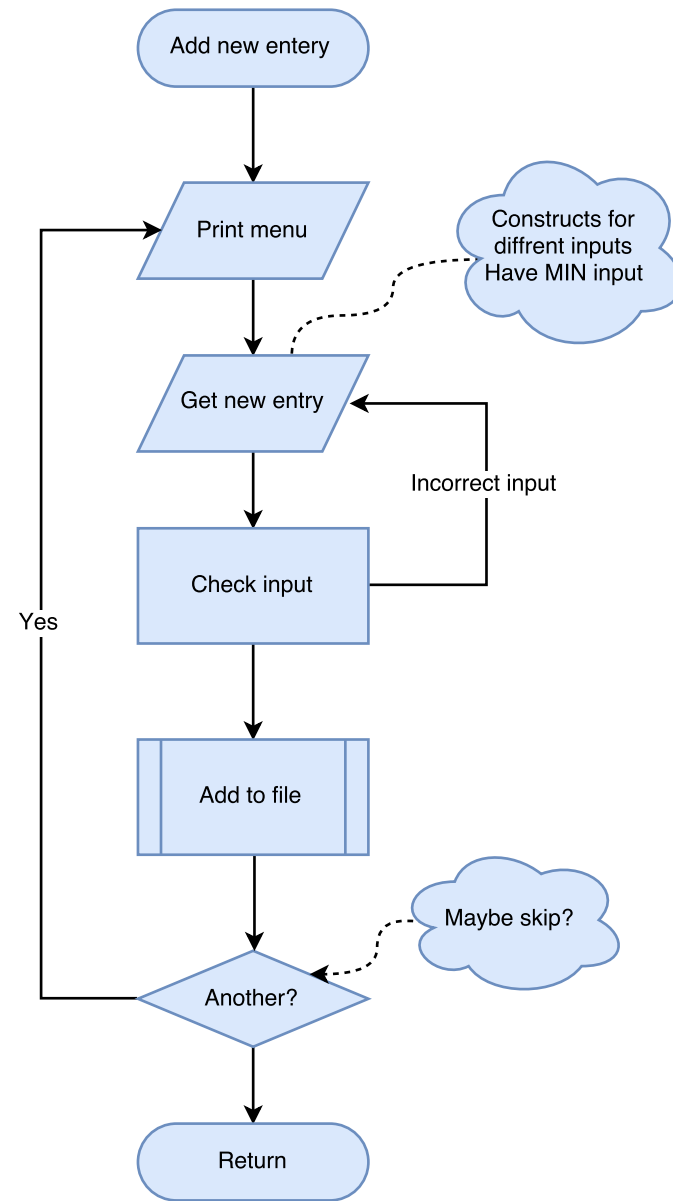 Add new entery
Print menu
Constructs for
diffrent inputs
Have MIN input
Get new entry
Incorrect input
Check input
Yes
Add to file
Maybe skip?
Another?
Return